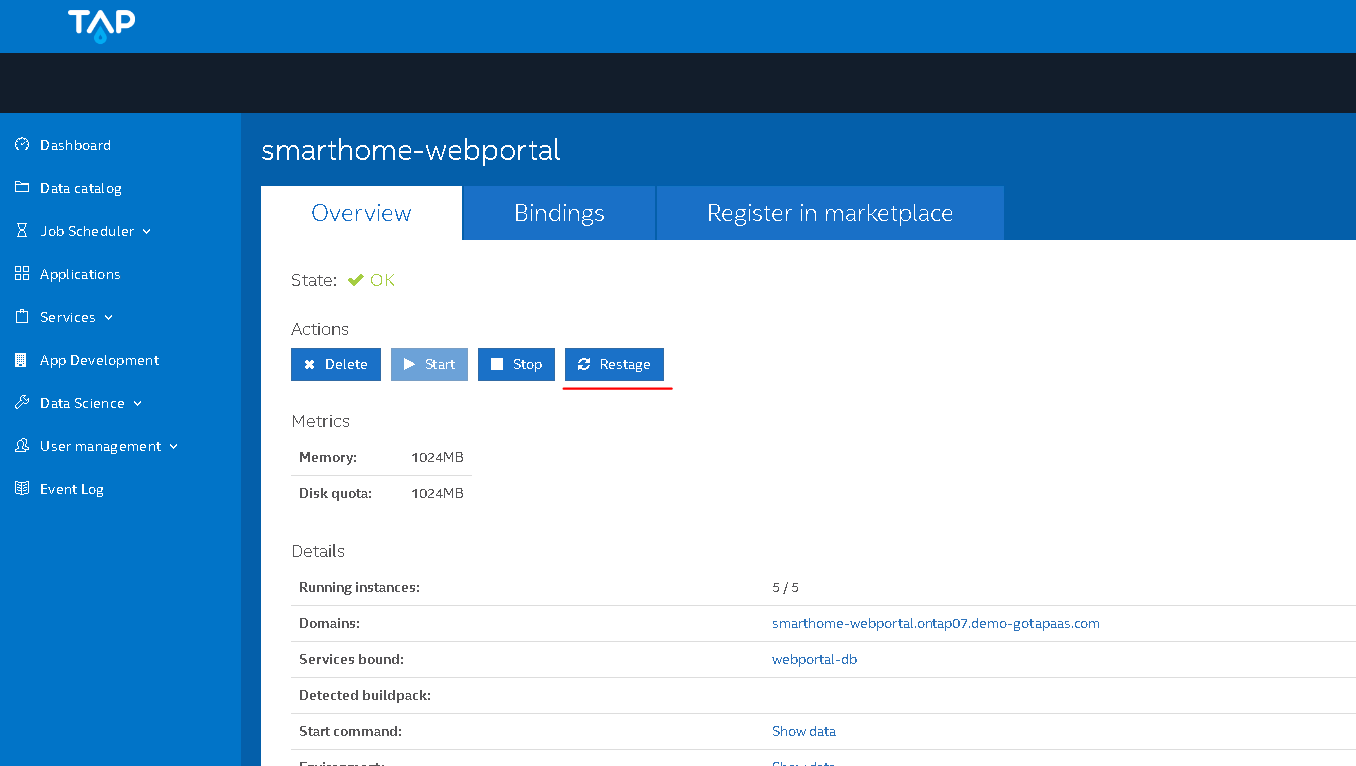 TAP
Dashboard
Data catalog
Job Scheduler
Applications
Services
App Development
Data Science
User management
Event Log
smarthome-webportal
Overview Bindings Register in marketplace
State: OK
Actions
Delete Start Stop Restage
Metrics
Memory: 1024MB
Disk quota: 1024MB
Details
Running instances: 5 / 5
Domains: smarthome-webportal.ontap07.demo-gotapaas.com
Services bound: webportal-db
Detected buildpack:
Start command: Show data
Environment: Show data